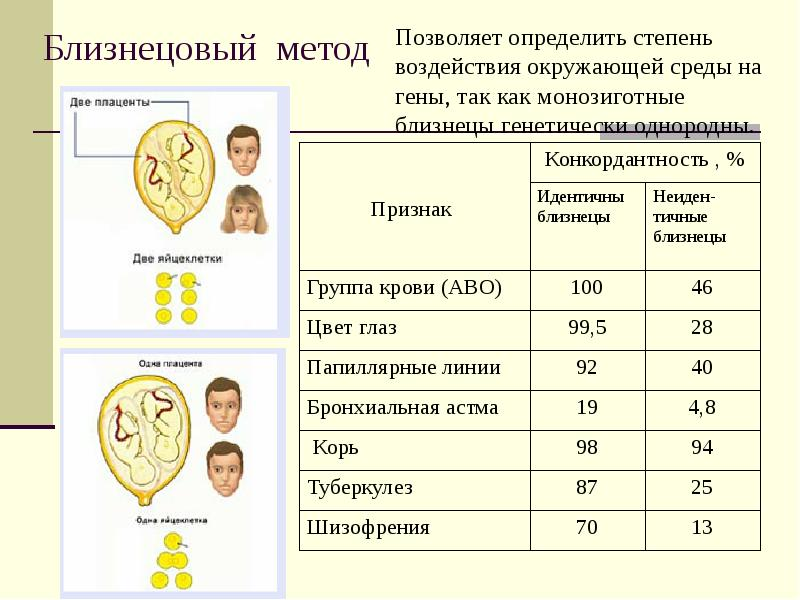 Близнецовый метод
Позволяет определить степень
воздействия окружающей среды на
гены, так как монозиготные
близнецы генетически однородны.
Две плаценты
Две яйцеклетки
Одна плацента
Одна яйцеклетка
Признак
Конкордантность , %
Идентичны
близнецы
Неиден-
тичные
близнецы
Группа крови (АВО) 100 46
Цвет глаз 99,5 28
Папиллярные линии 92 40
Бронхиальная астма 19 4,8
Корь 98 94
Туберкулез 87 25
Шизофрения 70 13